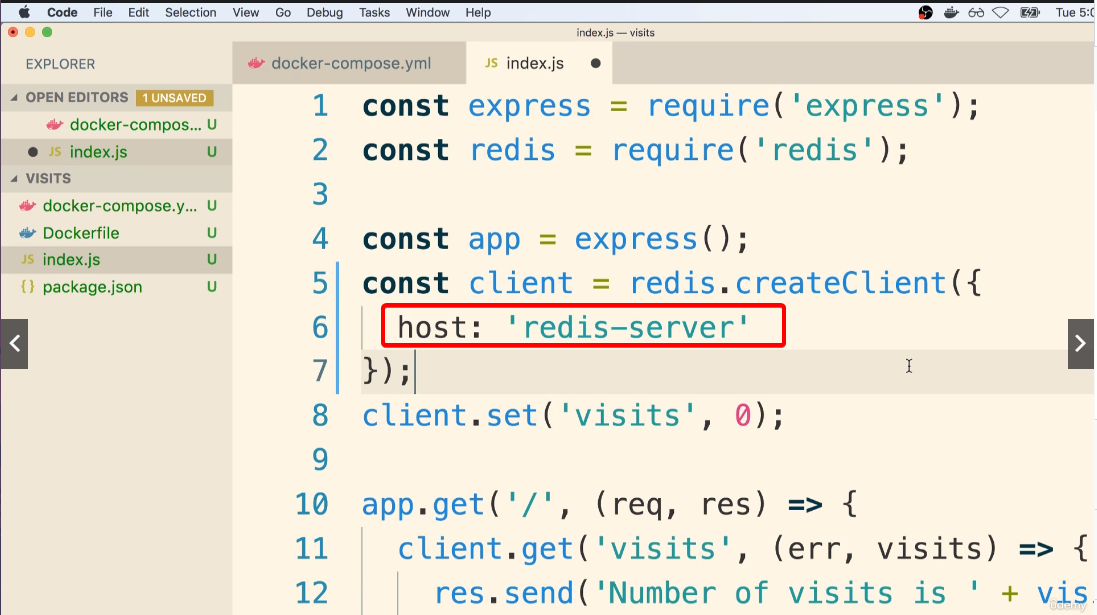 Code File Edit Selection View Go Debug Tasks Window Help Tue 5:0
index.js — visits
EXPLORER
OPEN EDITORS 1 UNSAVED
docker-compos... U
JS index.js U
VISITS
docker-compose.y... U
Dockerfile U
JS index.js U
{} package.json U
docker-compose.yml JS index.js
1 const express = require('express');
2 const redis = require('redis');
3
4 const app = express();
5 const client = redis.createClient({
6 host: 'redis-server'
7 });
8 client.set('visits', 0);
9
10 app.get('/', (req, res) => {
11 client.get('visits', (err, visits) => {
12 res.send('Number of visits is ' + vis
udemy